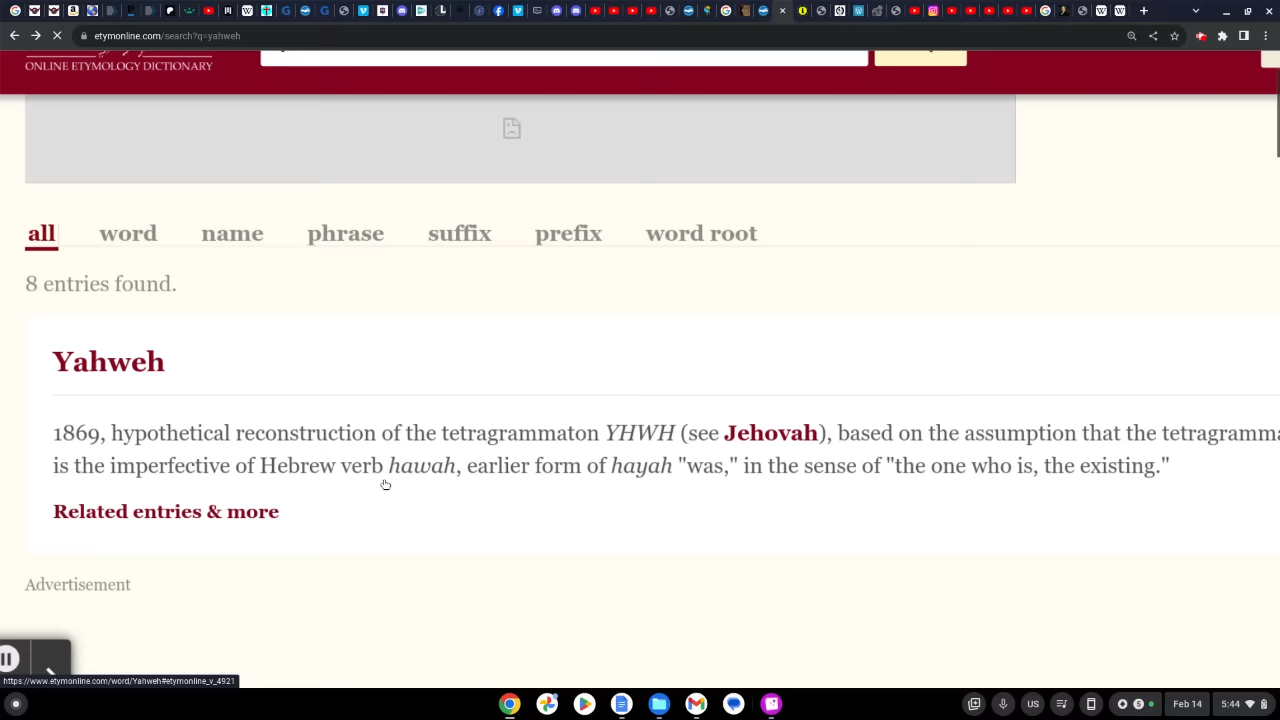 etymonline.com/search?q=yahweh
ONLINE ETYMOLOGY DICTIONARY
all word name phrase suffix prefix word root
8 entries found.
Yahweh
1869, hypothetical reconstruction of the tetragrammaton YHWH (see Jehovah), based on the assumption that the tetragramma
is the imperfective of Hebrew verb hawah, earlier form of hayah "was," in the sense of "the one who is, the existing."
Related entries & more
Advertisement
https://www.etymonline.com/word/Yahweh#etymonline_v_4921
US Feb 14 5:44